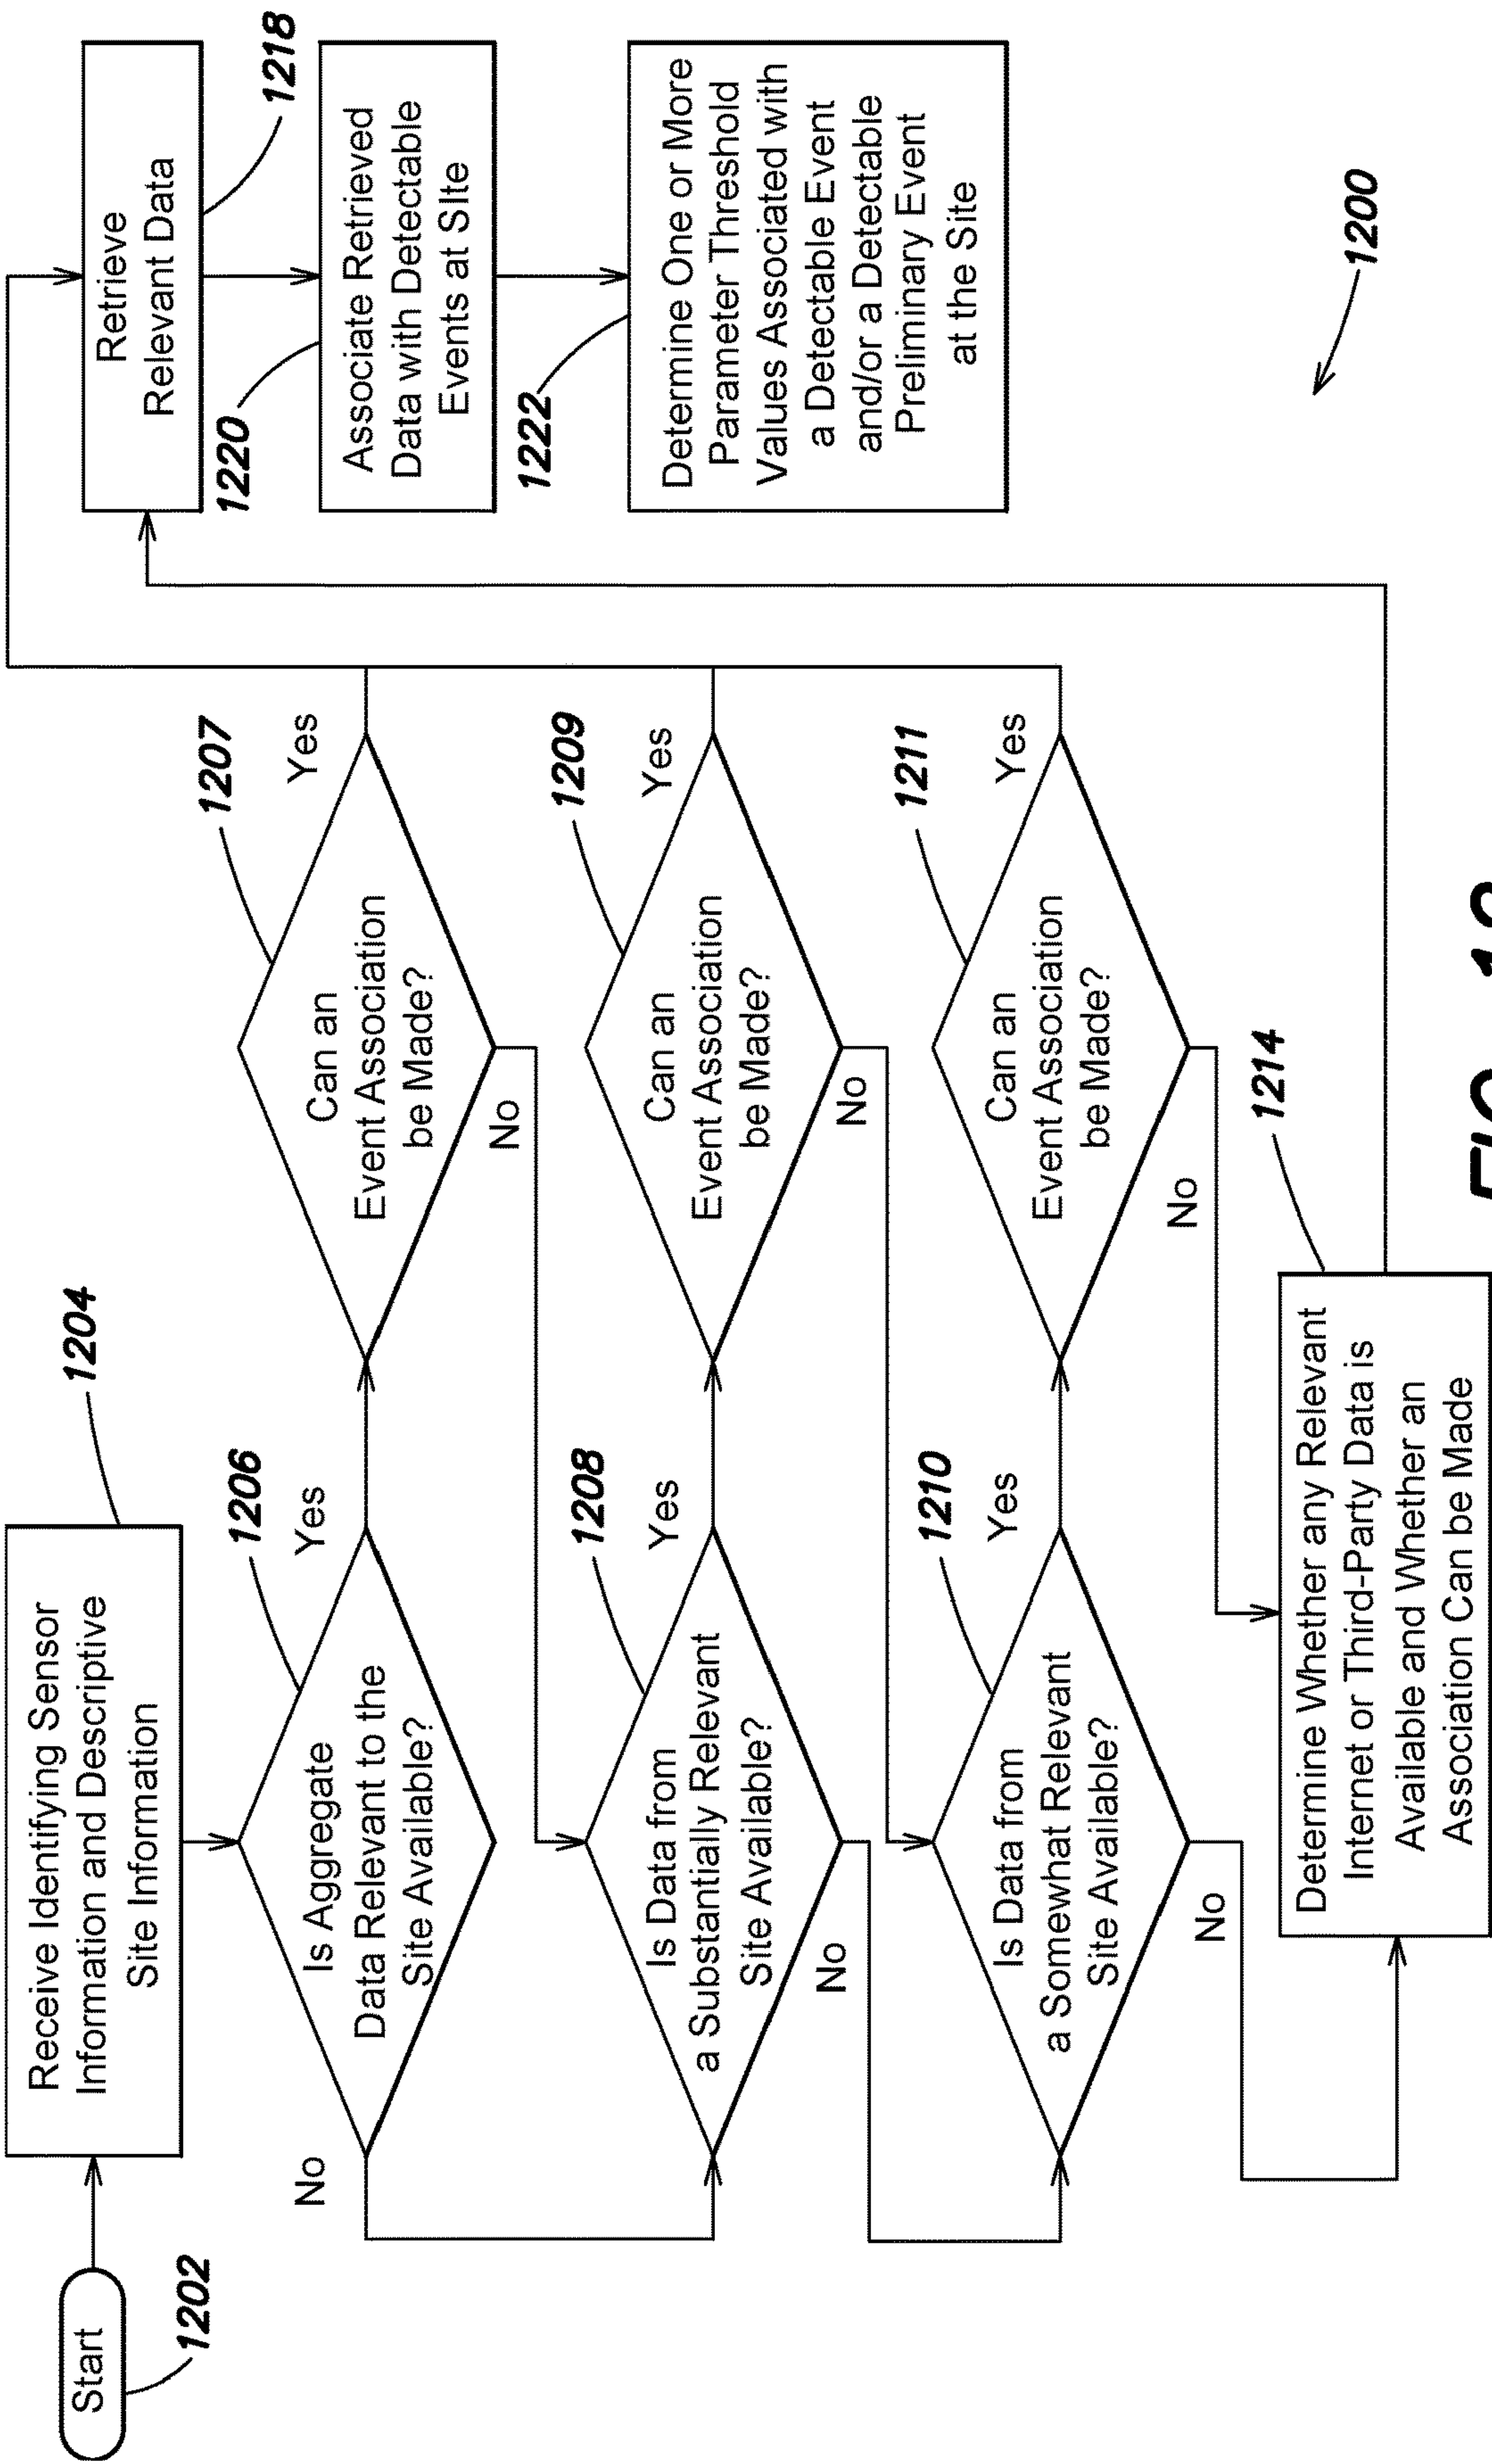 Start
1202
Receive Identifying Sensor
Information and Descriptive
Site Information
1204
Is Aggregate
Data Relevant to the
Site Available?
1206
Yes
No
Can an
Event Association
be Made?
1207
Yes
No
Is Data from
a Substantially Relevant
Site Available?
1208
Yes
No
Can an
Event Association
be Made?
1209
Yes
No
Is Data from
a Somewhat Relevant
Site Available?
1210
Yes
No
Can an
Event Association
be Made?
1211
Yes
No
Determine Whether any Relevant
Internet or Third-Party Data is
Available and Whether an
Association Can be Made
1214
Retrieve
Relevant Data
1218
Associate Retrieved
Data with Detectable
Events at SIte
1220
Determine One or More
Parameter Threshold
Values Associated with
a Detectable Event
and/or a Detectable
Preliminary Event
at the Site
1222
1200